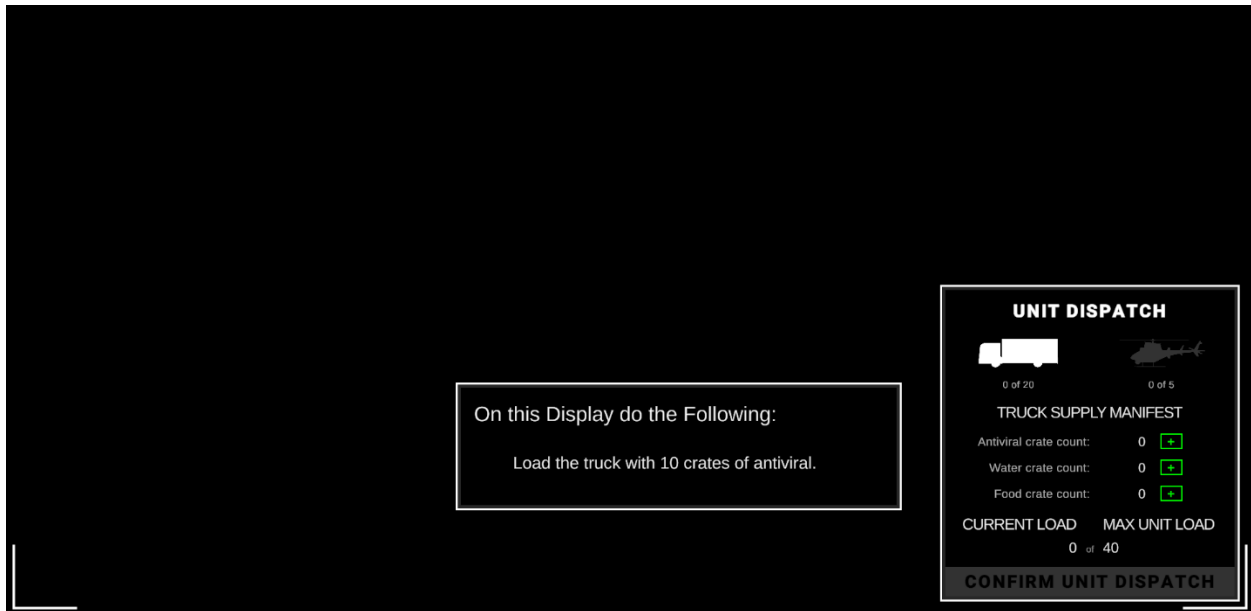 On this Display do the Following:
Load the truck with 10 crates of antiviral.
UNIT DISPATCH
0 of 20 0 of 5
TRUCK SUPPLY MANIFEST
Antiviral crate count: 0 +
Water crate count: 0 +
Food crate count: 0 +
CURRENT LOAD MAX UNIT LOAD
0 of 40
CONFIRM UNIT DISPATCH